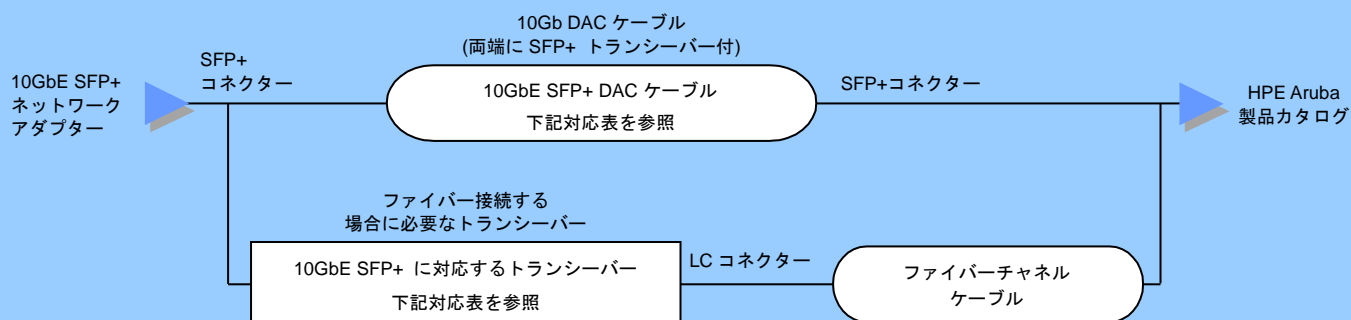 10Gb DAC ケーブル
(両端に SFP+ トランシーバー付)
10GbE SFP+
ネットワーク
アダプター
SFP+
コネクター
10GbE SFP+ DAC ケーブル
下記対応表を参照
SFP+コネクター
HPE Aruba
製品カタログ
ファイバー接続する
場合に必要なトランシーバー
10GbE SFP+ に対応するトランシーバー
下記対応表を参照
LC コネクター
ファイバーチャネル
ケーブル